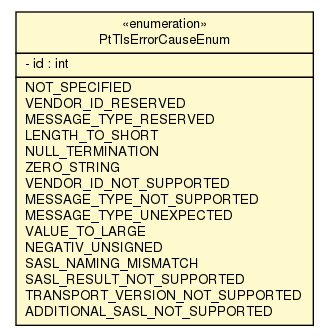 «enumeration»
PtTlsErrorCauseEnum
- id : int
NOT_SPECIFIED
VENDOR_ID_RESERVED
MESSAGE_TYPE_RESERVED
LENGTH_TO_SHORT
NULL_TERMINATION
ZERO_STRING
VENDOR_ID_NOT_SUPPORTED
MESSAGE_TYPE_NOT_SUPPORTED
MESSAGE_TYPE_UNEXPECTED
VALUE_TO_LARGE
NEGATIV_UNSIGNED
SASL_NAMING_MISMATCH
SASL_RESULT_NOT_SUPPORTED
TRANSPORT_VERSION_NOT_SUPPORTED
ADDITIONAL_SASL_NOT_SUPPORTED